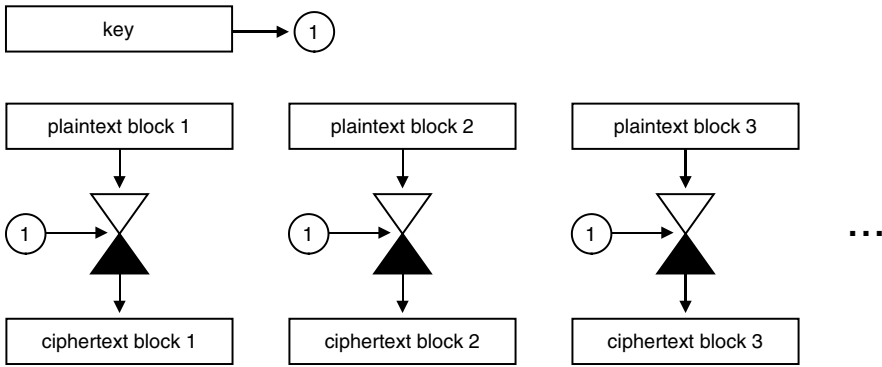 key
1
plaintext block 1
plaintext block 2
plaintext block 3
1
1
1
...
ciphertext block 1
ciphertext block 2
ciphertext block 3